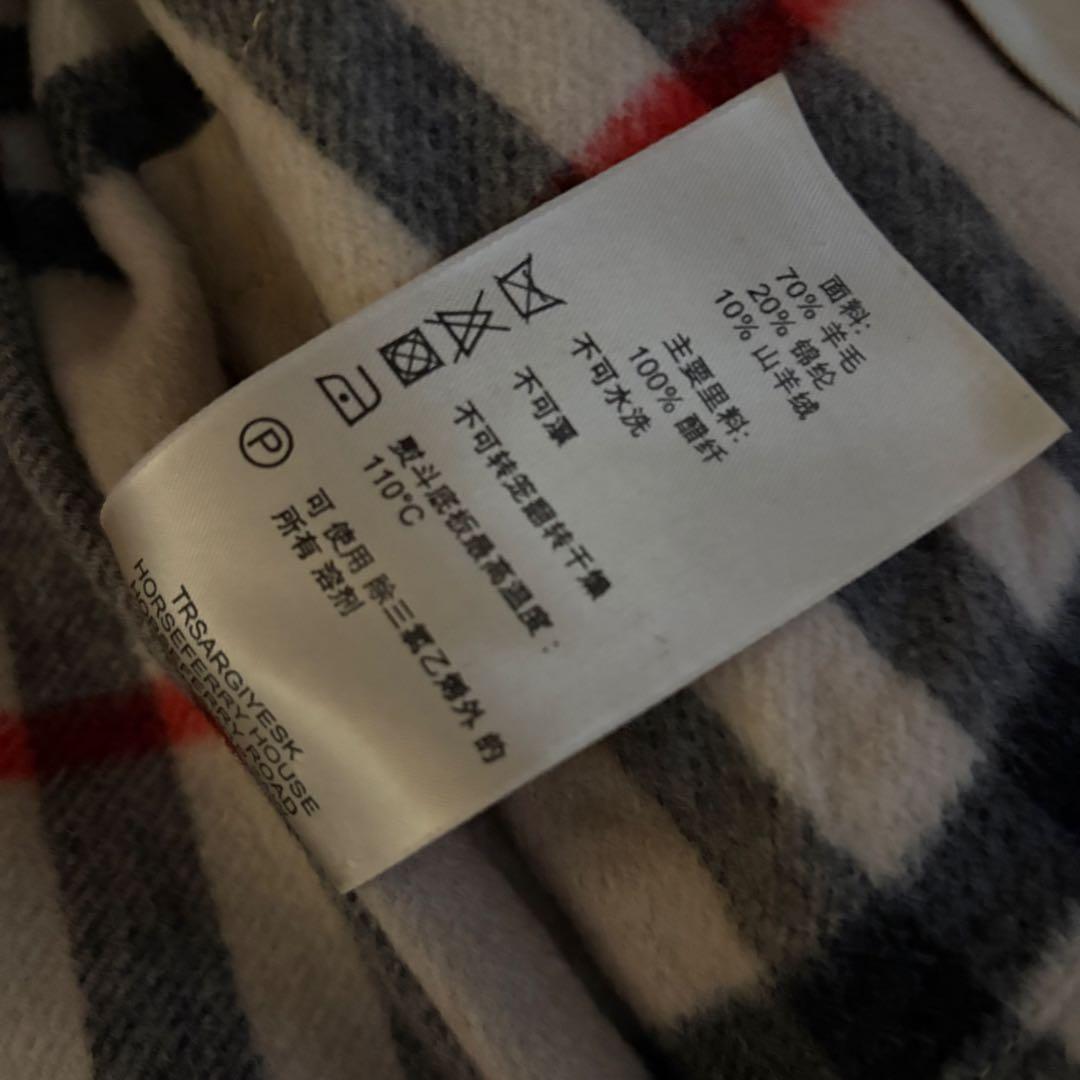 面料:
70% 羊毛
20% 锦纶
10% 山羊绒
主要里料:
100% 醋纤
不可水洗
不可漂
不可转笼翻转干燥
熨斗底板最高温度:
110°C
可 使用 除三氯乙烯外 的
所有 溶剂
P
TRSARGIYESK
HORSEFERRY HOUSE
HORSEFERRY ROAD